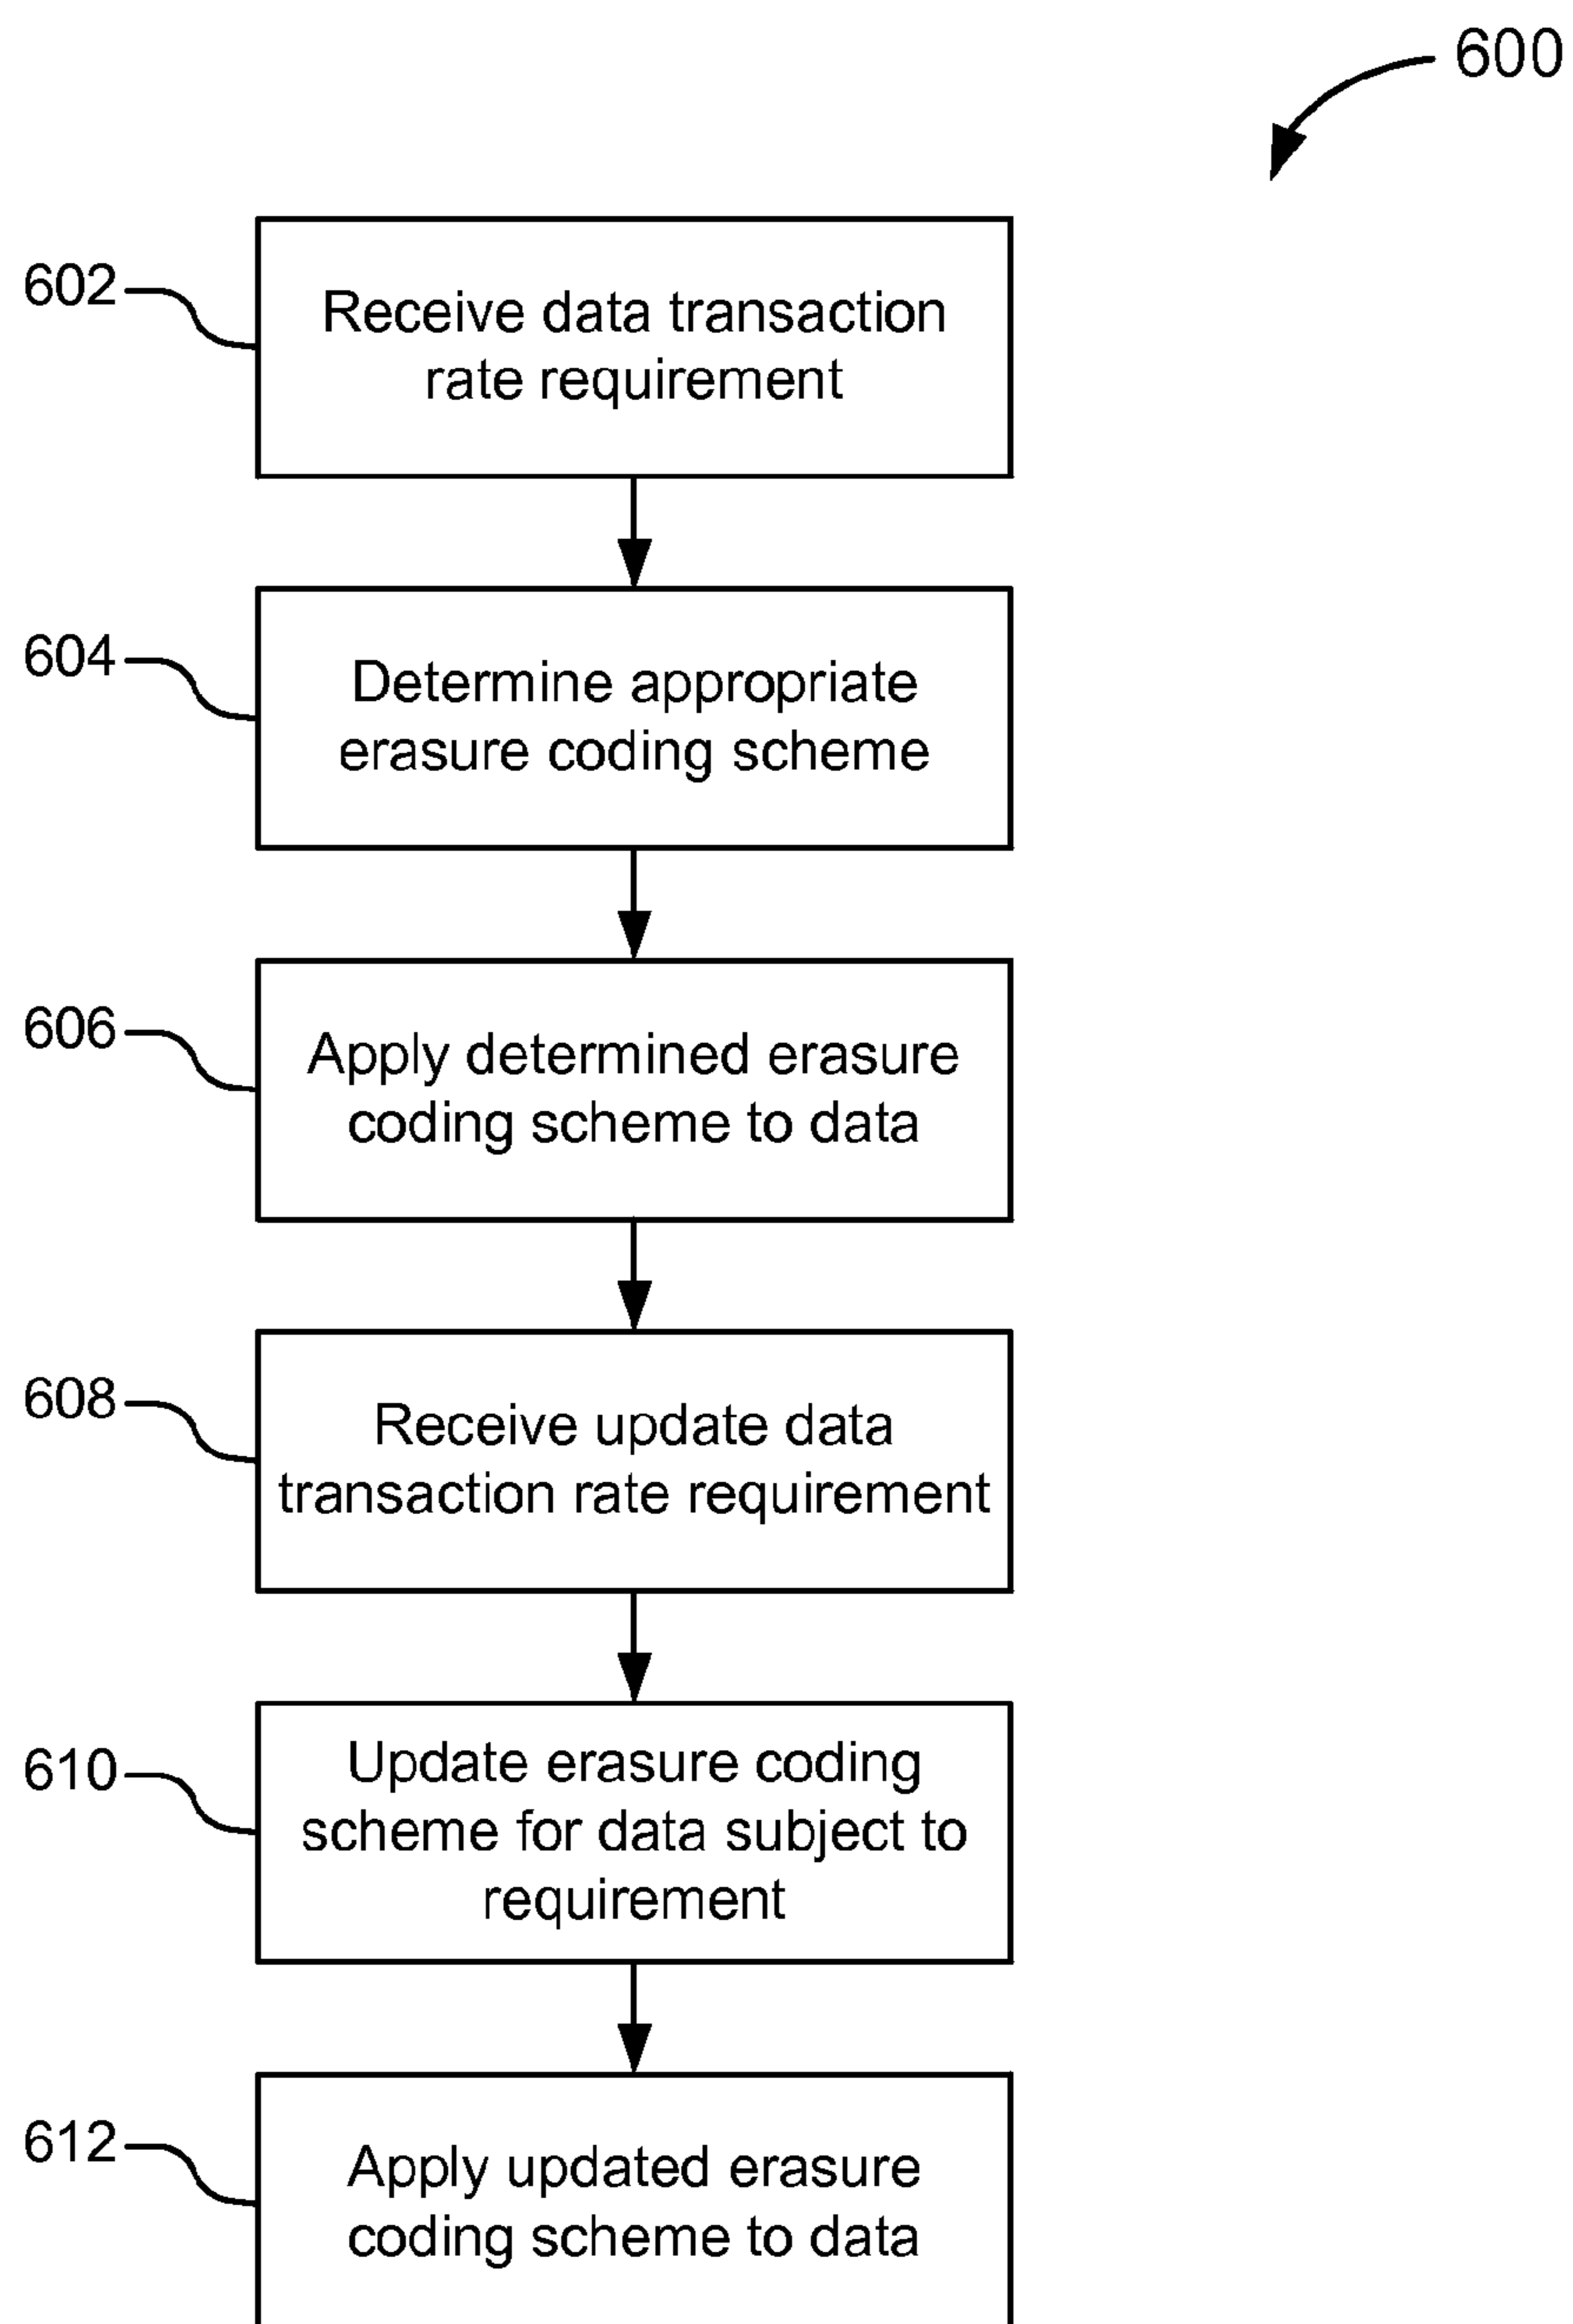 600
602
Receive data transaction
rate requirement
604
Determine appropriate
erasure coding scheme
606
Apply determined erasure
coding scheme to data
608
Receive update data
transaction rate requirement
610
Update erasure coding
scheme for data subject to
requirement
612
Apply updated erasure
coding scheme to data